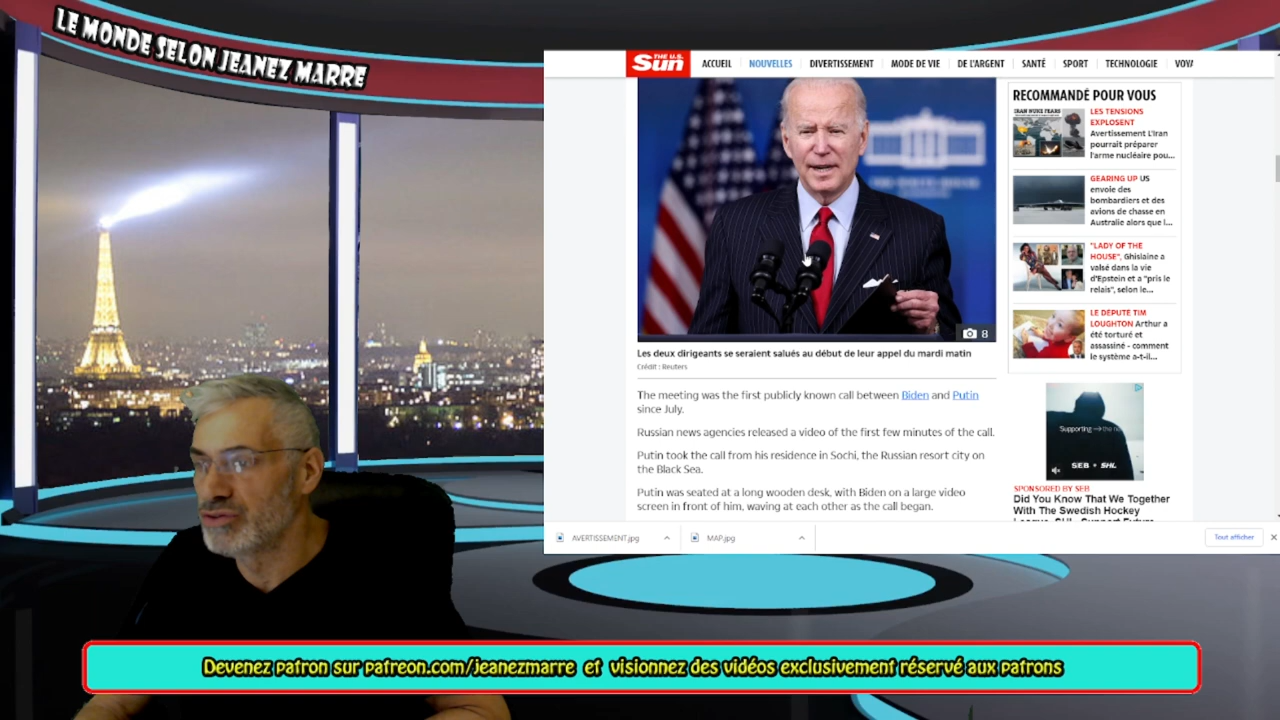 LE MONDE SELON JEANEZ MARRE
THE U.S.
Sun
ACCUEIL NOUVELLES DIVERTISSEMENT MODE DE VIE DE L'ARGENT SANTÉ SPORT TECHNOLOGIE VOYA
8
Les deux dirigeants se seraient salués au début de leur appel du mardi matin
Crédit : Reuters
The meeting was the first publicly known call between Biden and Putin
since July.
Russian news agencies released a video of the first few minutes of the call.
Putin took the call from his residence in Sochi, the Russian resort city on
the Black Sea.
Putin was seated at a long wooden desk, with Biden on a large video
screen in front of him, waving at each other as the call began.
RECOMMANDÉ POUR VOUS
LES TENSIONS
EXPLOSENT
Avertissement L'Iran
pourrait préparer
l'arme nucléaire pou...
GEARING UP US
envoie des
bombardiers et des
avions de chasse en
Australie alors que l...
"LADY OF THE
HOUSE", Ghislaine a
valsé dans la vie
d'Epstein et a "pris le
relais", selon le...
LE DÉPUTÉ TIM
LOUGHTON Arthur a
été torturé et
assassiné - comment
le système a-t-il...
Supporting → the
SEB + SHL
SPONSORED BY SEB
Did You Know That We Together
With The Swedish Hockey
League, SHL, Support Future
AVERTISSEMENT.jpg MAP.jpg Tout afficher
Devenez patron sur patreon.com/jeanezmarre et visionnez des vidéos exclusivement réservé aux patrons